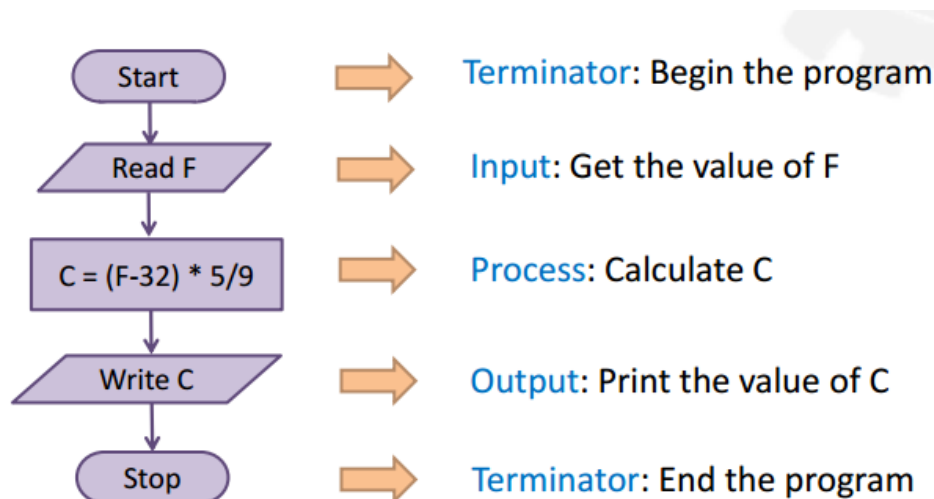 Start
Terminator: Begin the program
Read F
Input: Get the value of F
C = (F-32) * 5/9
Process: Calculate C
Write C
Output: Print the value of C
Stop
Terminator: End the program